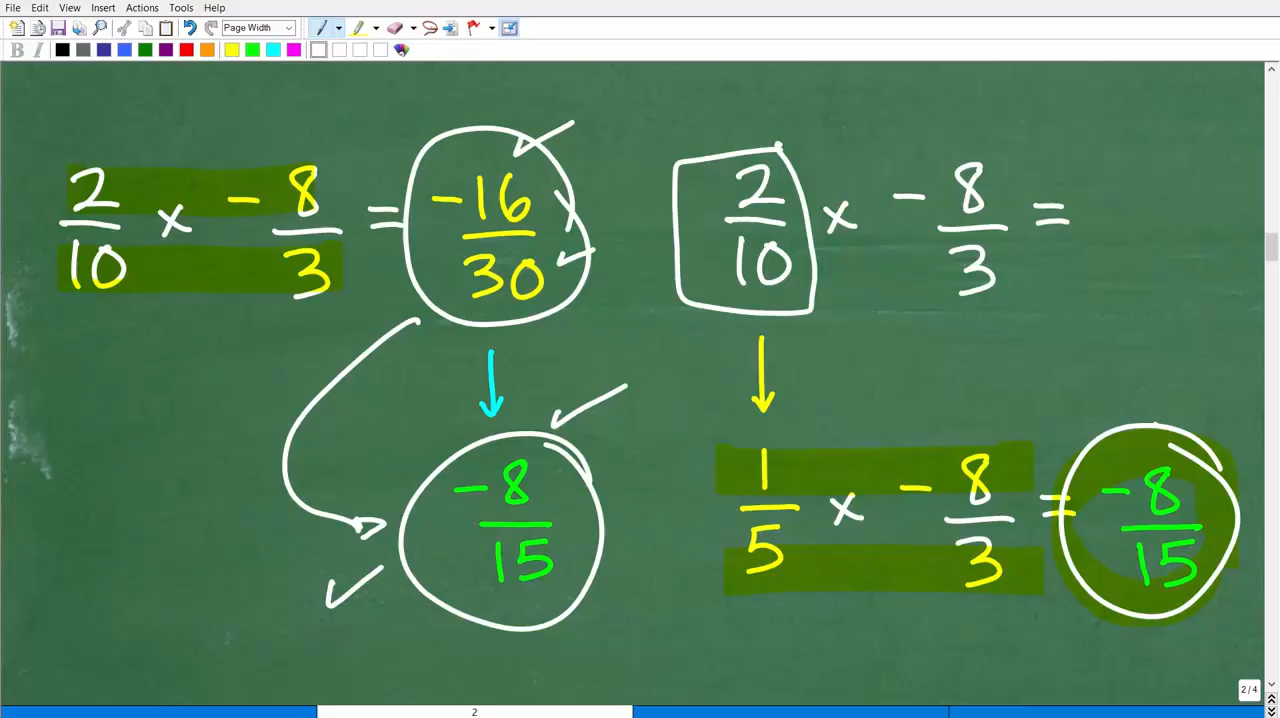 File Edit View Insert Actions Tools Help
Page Width
B I
2/10 × -8/3 = -16/30
2/10 × -8/3 =
-8/15
1/5 × -8/3 = -8/15
2/4
2